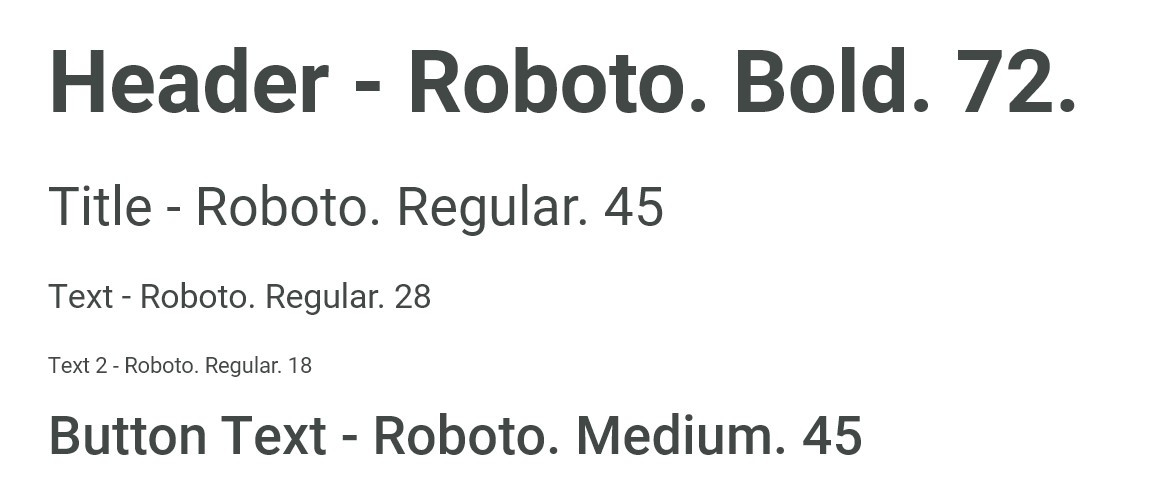 Header - Roboto. Bold. 72.
Title - Roboto. Regular. 45
Text - Roboto. Regular. 28
Text 2 - Roboto. Regular. 18
Button Text - Roboto. Medium. 45